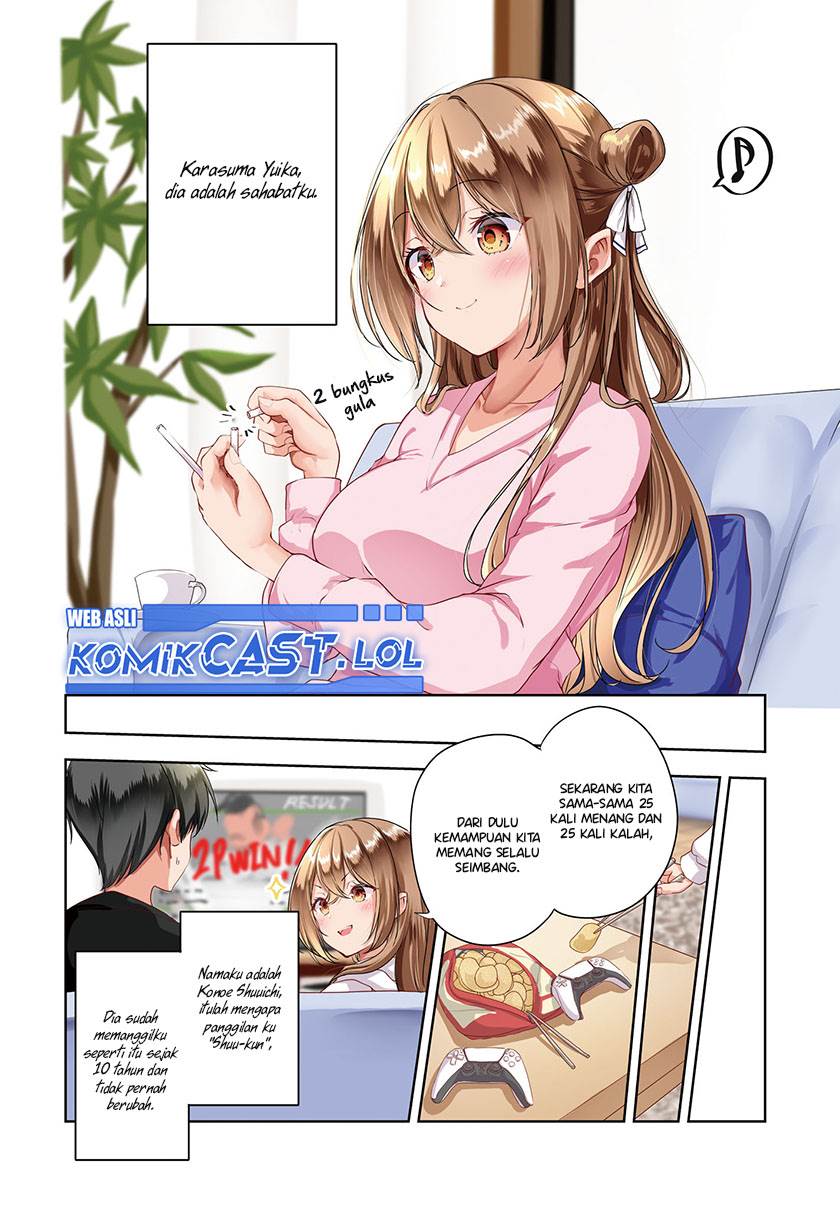 Karasuma Yuika,
dia adalah sahabatku.
2 bungkus
gula
WEB ASLI
KOMIKCAST.LOL
SEKARANG KITA
SAMA-SAMA 25
KALI MENANG DAN
25 KALI KALAH,
DARI DULU
KEMAMPUAN KITA
MEMANG SELALU
SEIMBANG.
RESULT
2P WIN!!
Namaku adalah
Konoe Shuuichi,
itulah mengapa
panggilan ku
"Shuu-kun",
Dia sudah
memanggilku
seperti itu sejak
10 tahun dan
tidak pernah
berubah.